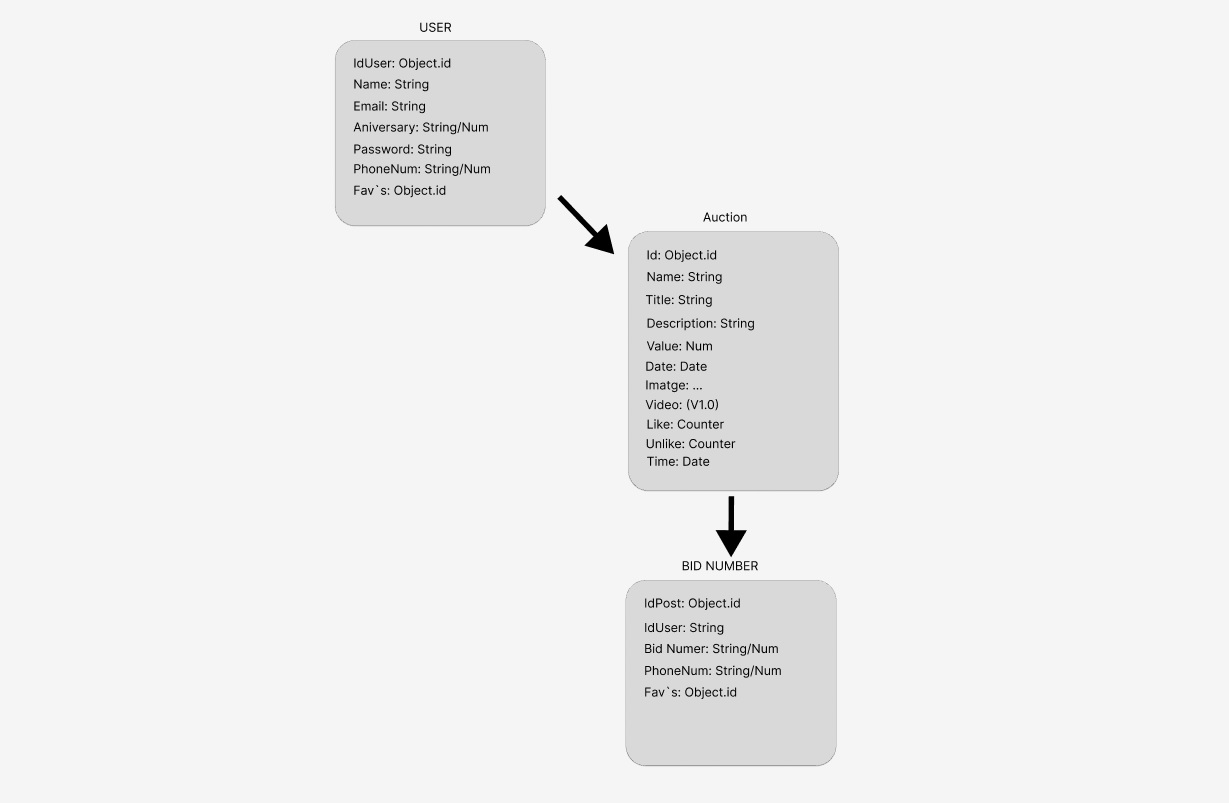 USER
IdUser: Object.id
Name: String
Email: String
Aniversary: String/Num
Password: String
PhoneNum: String/Num
Fav`s: Object.id
Auction
Id: Object.id
Name: String
Title: String
Description: String
Value: Num
Date: Date
Imatge: ...
Video: (V1.0)
Like: Counter
Unlike: Counter
Time: Date
BID NUMBER
IdPost: Object.id
IdUser: String
Bid Numer: String/Num
PhoneNum: String/Num
Fav`s: Object.id